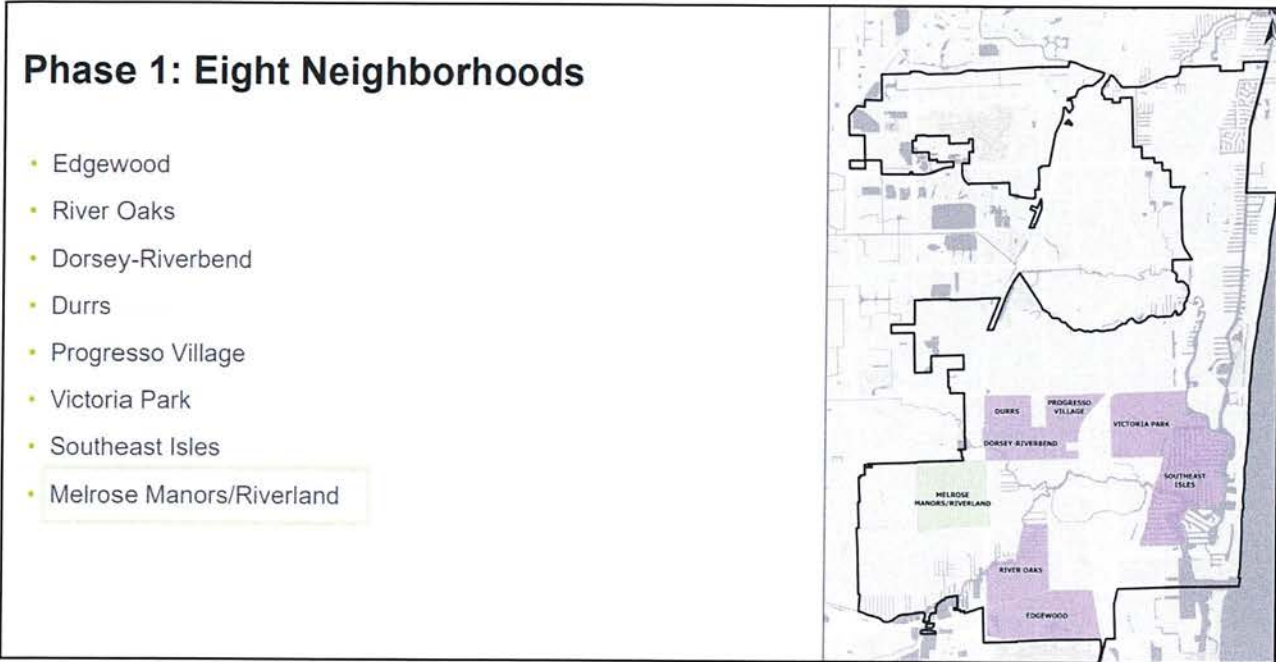 Phase 1: Eight Neighborhoods
• Edgewood
• River Oaks
• Dorsey-Riverbend
• Durrs
• Progresso Village
• Victoria Park
• Southeast Isles
• Melrose Manors/Riverland
DURRS
PROGRESSO
VILLAGE
VICTORIA PARK
DORSEY-RIVERBEND
SOUTHEAST
ISLES
MELROSE
MANORS/RIVERLAND
RIVER OAKS
EDGEWOOD